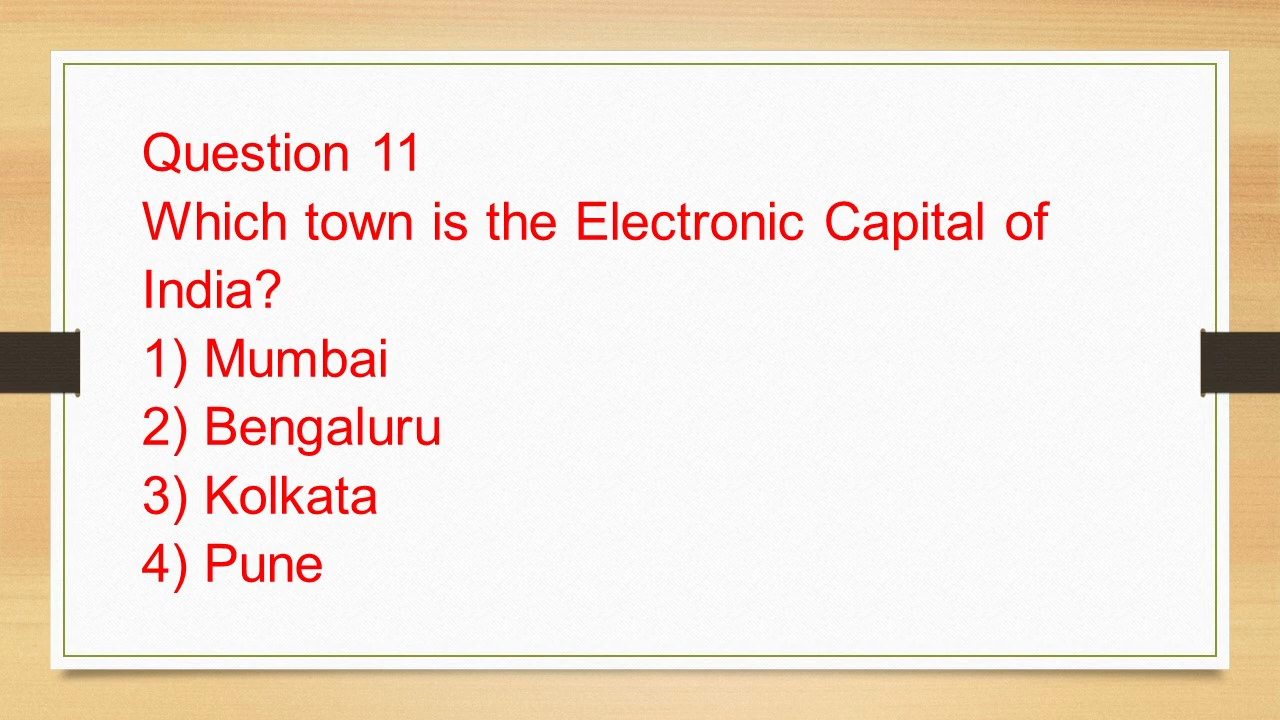 Question 11
Which town is the Electronic Capital of
India?
1) Mumbai
2) Bengaluru
3) Kolkata
4) Pune